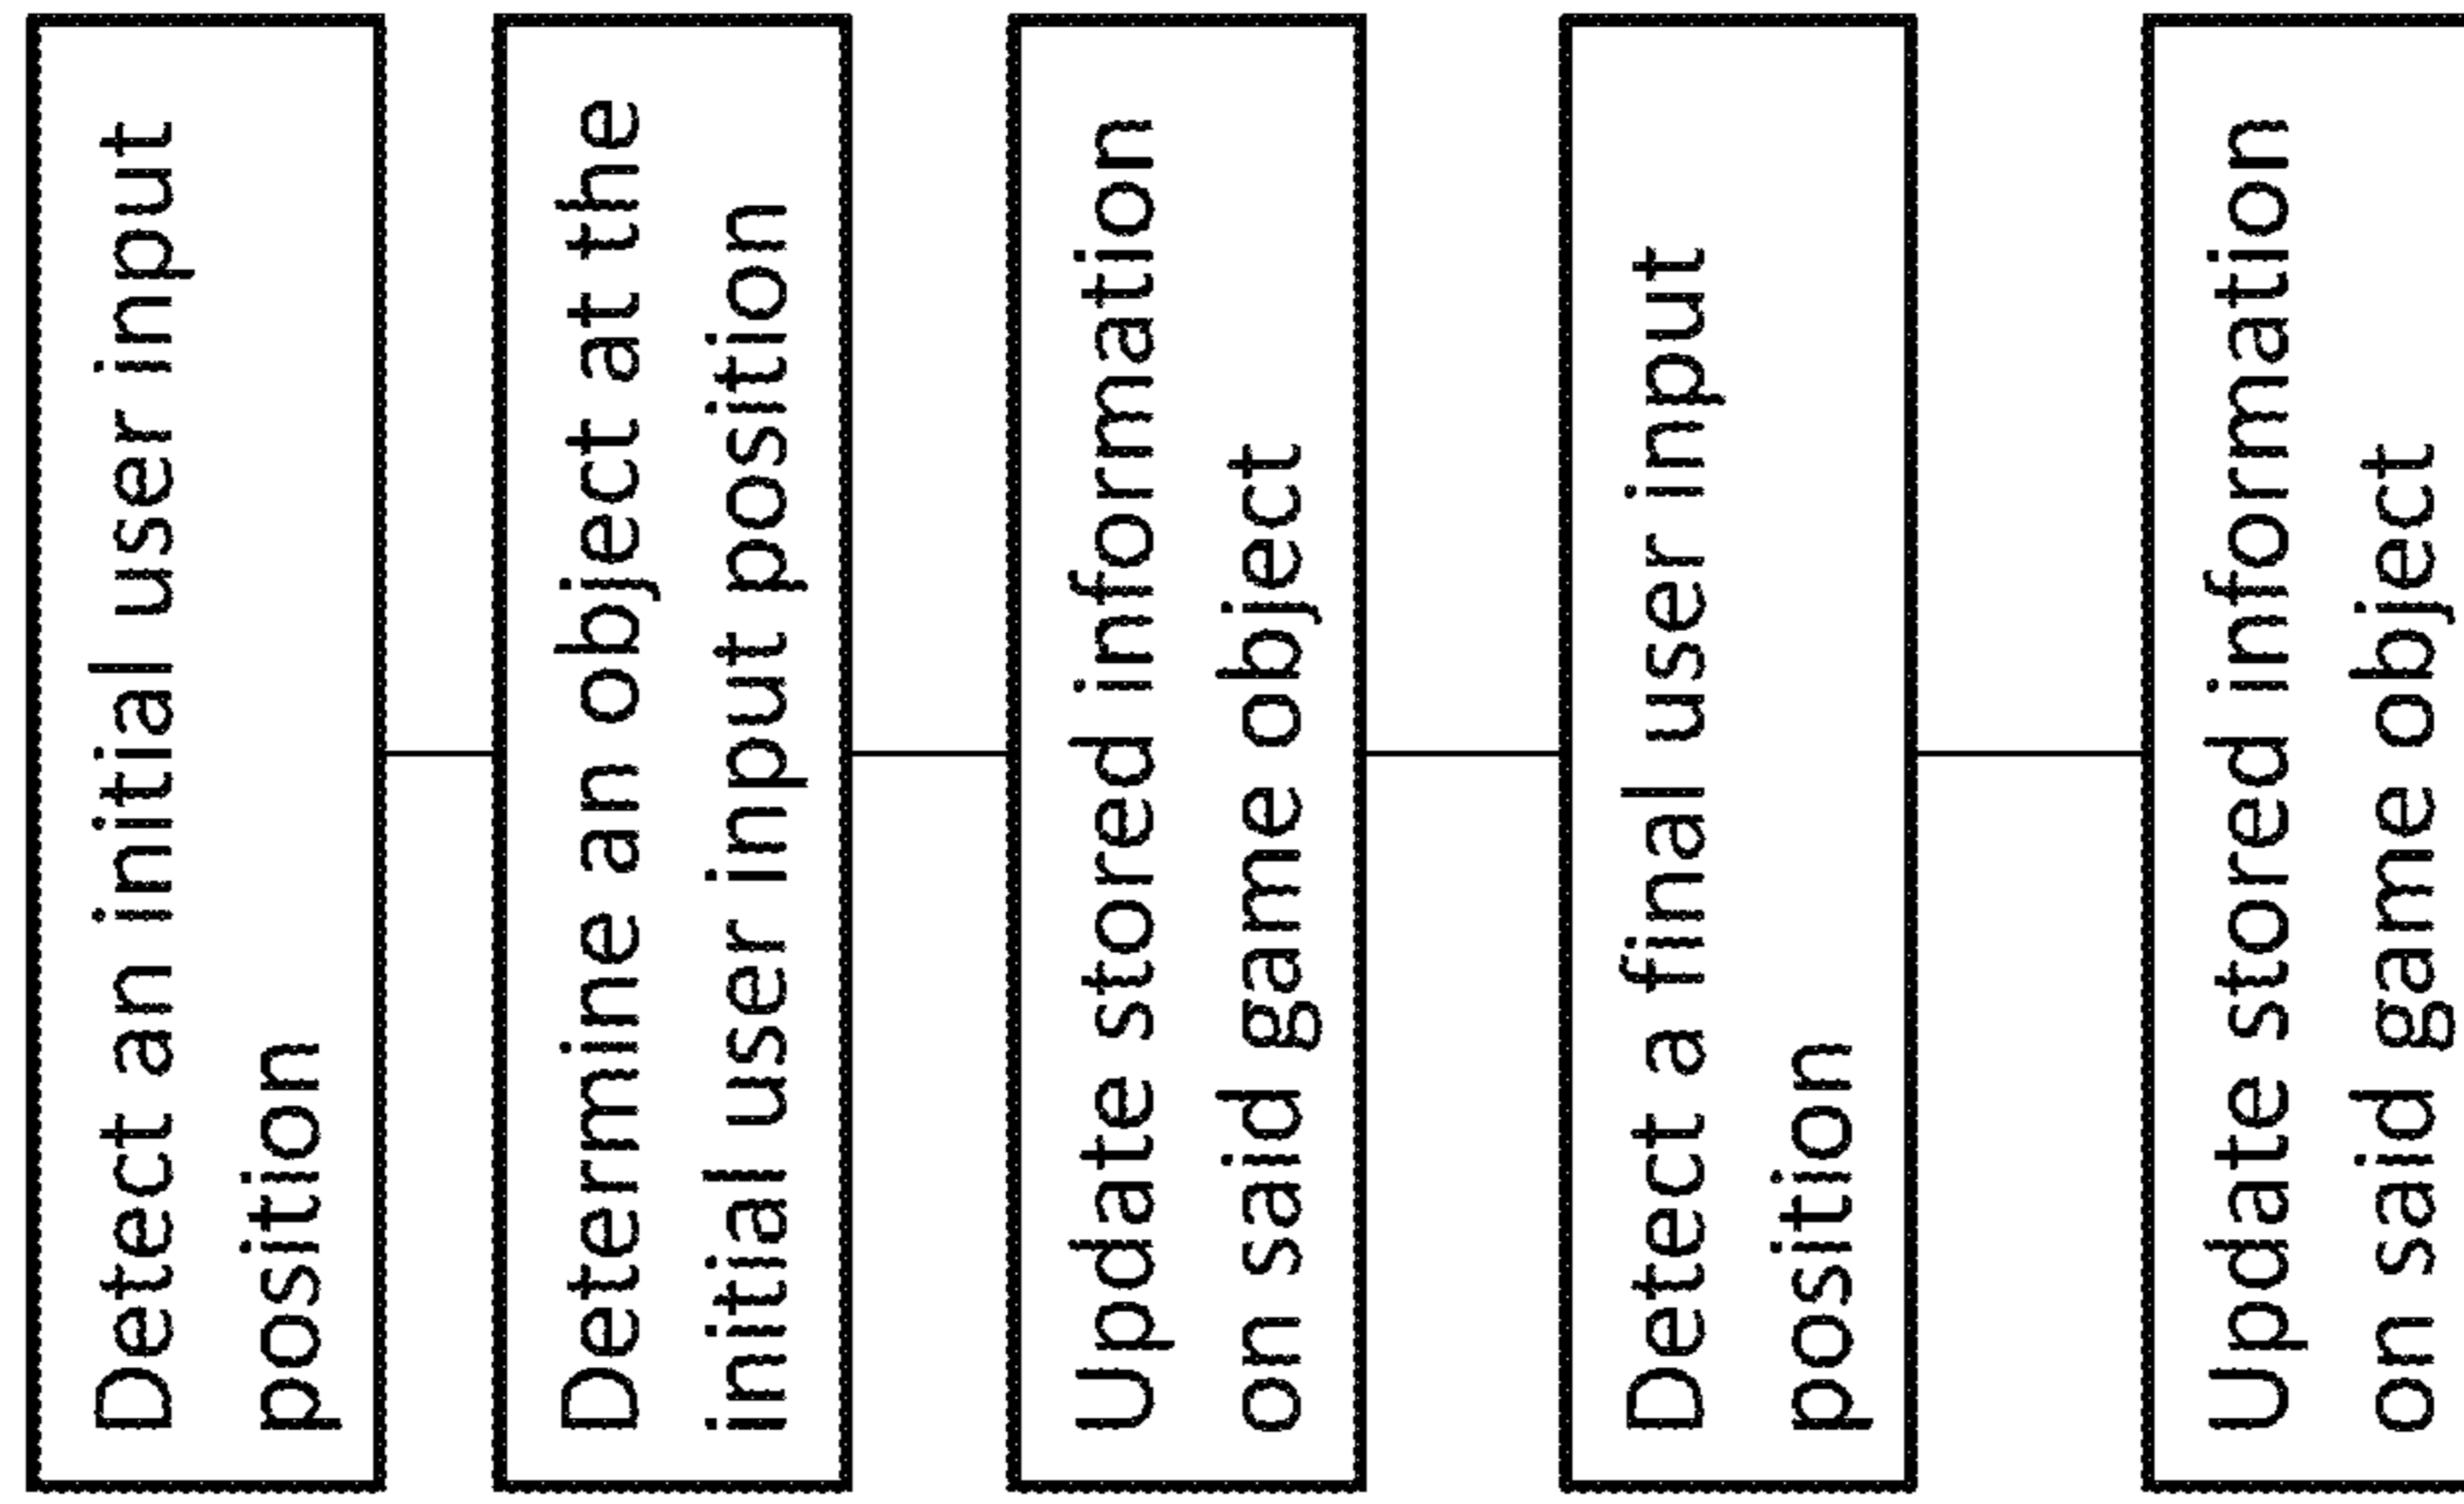 Detect an initial user input
position
Determine an object at the
initial user input position
Update stored information
on said game object
Detect a final user input
position
Update stored information
on said game object